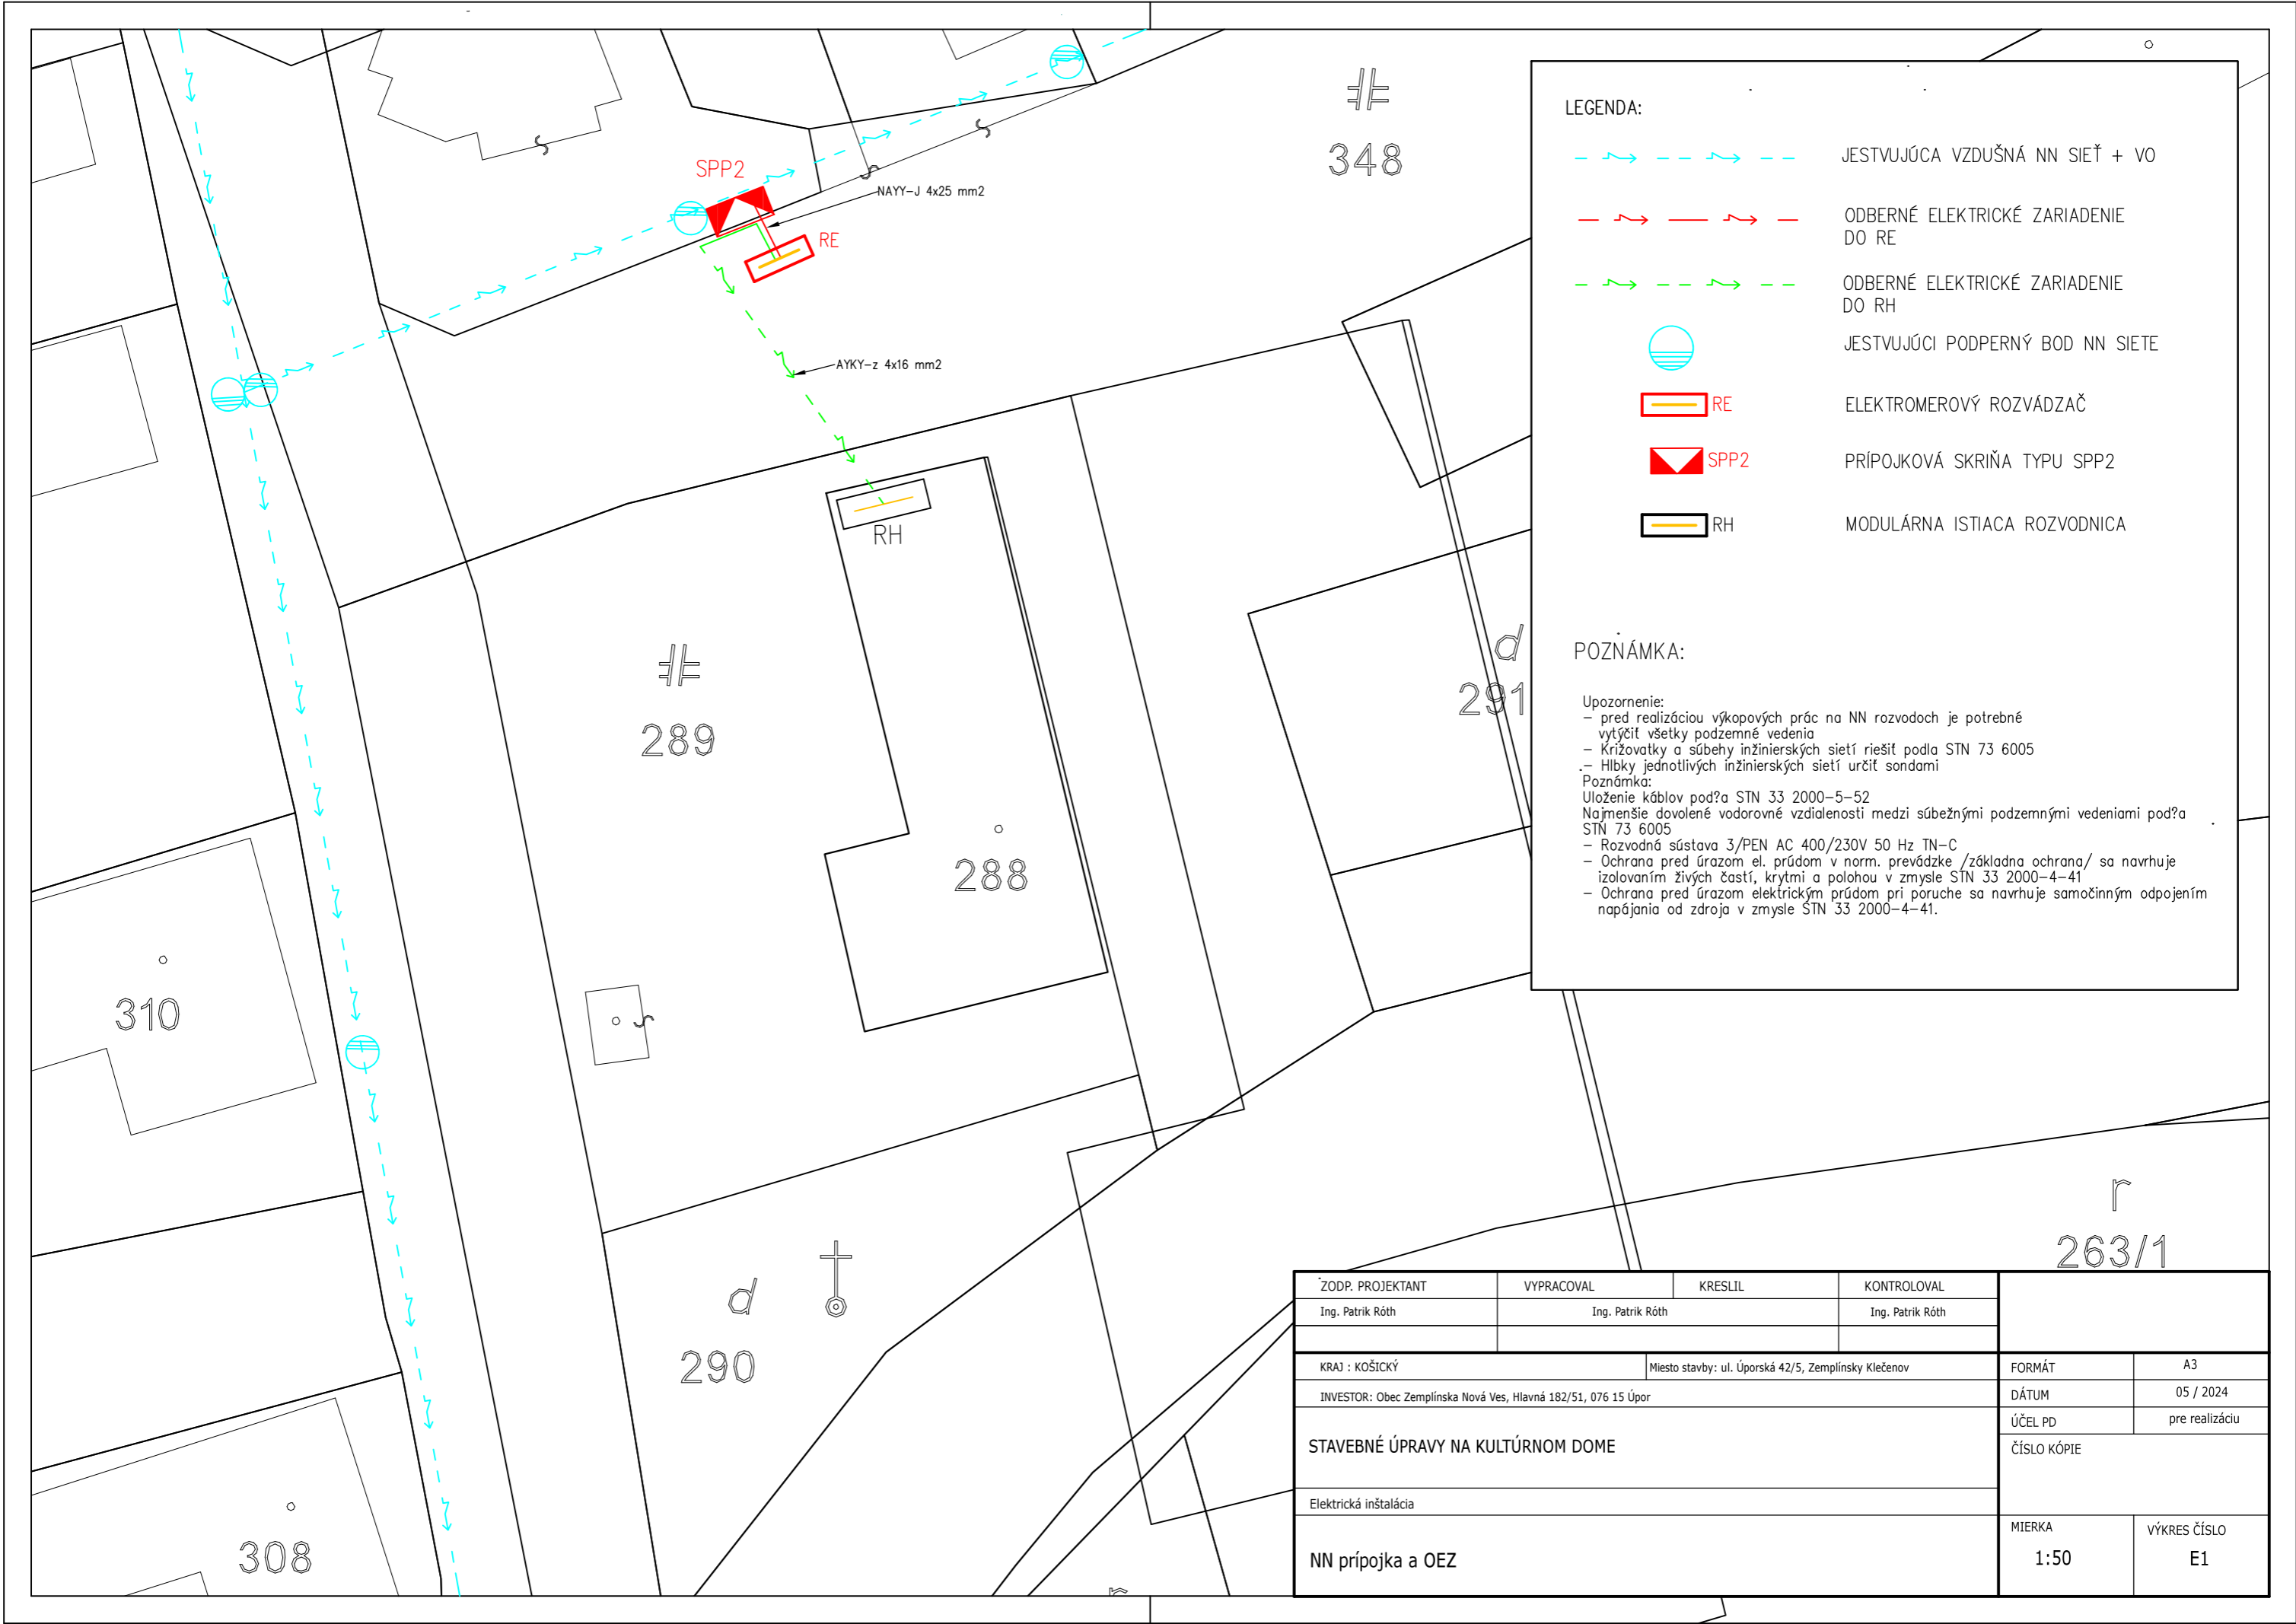 SPP2
NAYY-J 4x25 mm2
RE
AYKY-z 4x16 mm2
RH
348
289
288
291
d
310
290
d
308
r
263/1
r
LEGENDA:
JESTVUJÚCA VZDUŠNÁ NN SIEŤ + VO
ODBERNÉ ELEKTRICKÉ ZARIADENIE
DO RE
ODBERNÉ ELEKTRICKÉ ZARIADENIE
DO RH
JESTVUJÚCI PODPERNÝ BOD NN SIETE
RE ELEKTROMEROVÝ ROZVÁDZAČ
SPP2 PRÍPOJKOVÁ SKRIŇA TYPU SPP2
RH MODULÁRNA ISTIACA ROZVODNICA
POZNÁMKA:
Upozornenie:
- pred realizáciou výkopových prác na NN rozvodoch je potrebné
vytýčiť všetky podzemné vedenia
- Križovatky a súbehy inžinierských sietí riešiť podla STN 73 6005
- Hlbky jednotlivých inžinierských sietí určiť sondami
Poznámka:
Uloženie káblov pod?a STN 33 2000-5-52
Najmenšie dovolené vodorovné vzdialenosti medzi súbežnými podzemnými vedeniami pod?a
STN 73 6005
- Rozvodná sústava 3/PEN AC 400/230V 50 Hz TN-C
- Ochrana pred úrazom el. prúdom v norm. prevádzke /základna ochrana/ sa navrhuje
izolovaním živých častí, krytmi a polohou v zmysle STN 33 2000-4-41
- Ochrana pred úrazom elektrickým prúdom pri poruche sa navrhuje samočinným odpojením
napájania od zdroja v zmysle STN 33 2000-4-41.
ZODP. PROJEKTANT VYPRACOVAL KRESLIL KONTROLOVAL
Ing. Patrik Róth Ing. Patrik Róth Ing. Patrik Róth
KRAJ : KOŠICKÝ Miesto stavby: ul. Úporská 42/5, Zemplínsky Klečenov
INVESTOR: Obec Zemplínska Nová Ves, Hlavná 182/51, 076 15 Úpor
STAVEBNÉ ÚPRAVY NA KULTÚRNOM DOME
Elektrická inštalácia
NN prípojka a OEZ
FORMÁT A3
DÁTUM 05 / 2024
ÚČEL PD pre realizáciu
ČÍSLO KÓPIE
MIERKA VÝKRES ČÍSLO
1:50 E1